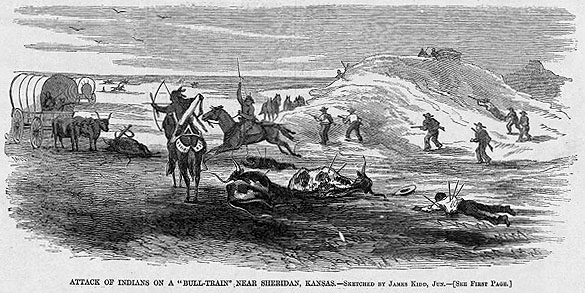 ATTACK OF INDIANS ON A "BULL-TRAIN" NEAR SHERIDAN, KANSAS.—Sketched by James Kidd, Jun.—[See First Page.]